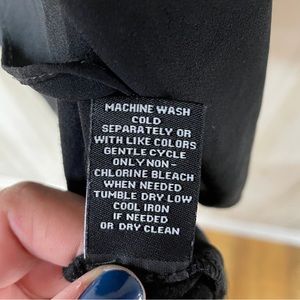 MACHINE WASH
COLD
SEPARATELY OR
WITH LIKE COLORS
GENTLE CYCLE
ONLY NON-
CHLORINE BLEACH
WHEN NEEDED
TUMBLE DRY LOW
COOL IRON
IF NEEDED
OR DRY CLEAN